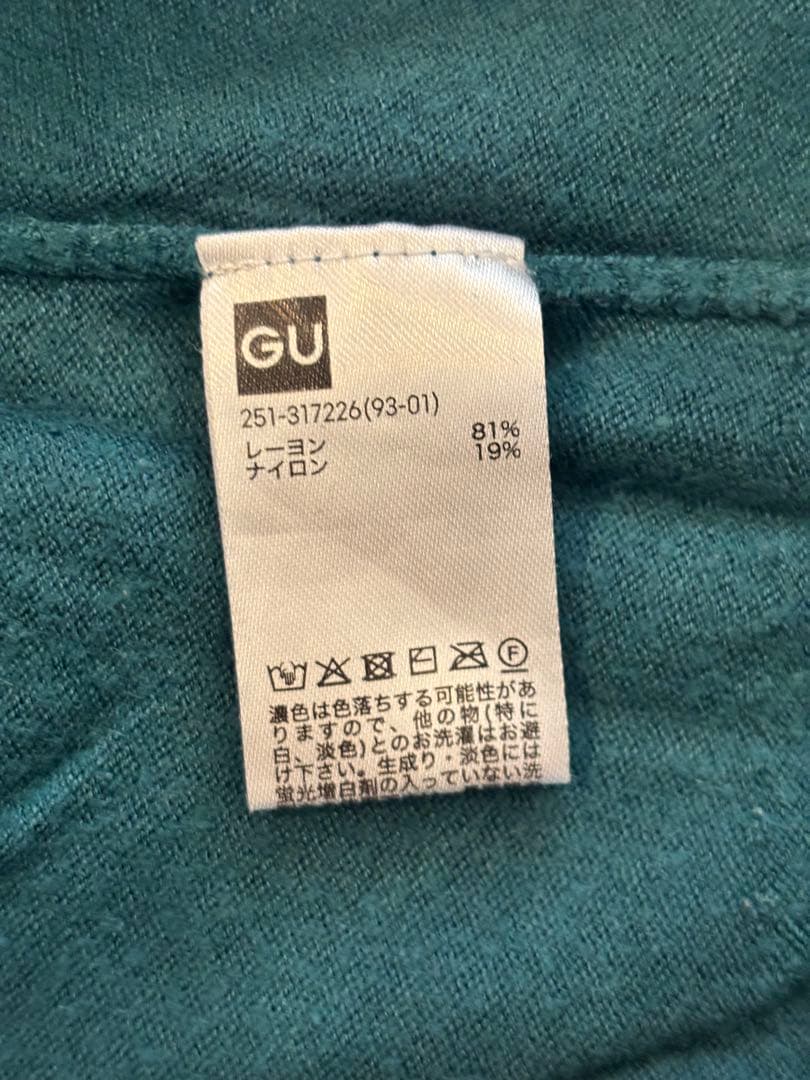 GU
251-317226(93-01)
レーヨン 81%
ナイロン 19%
F
濃色は色落ちする可能性があ
りますので、他の物(特に
白、淡色)とのお洗濯はお避
け下さい。生成り・淡色には
蛍光増白剤の入っていない洗